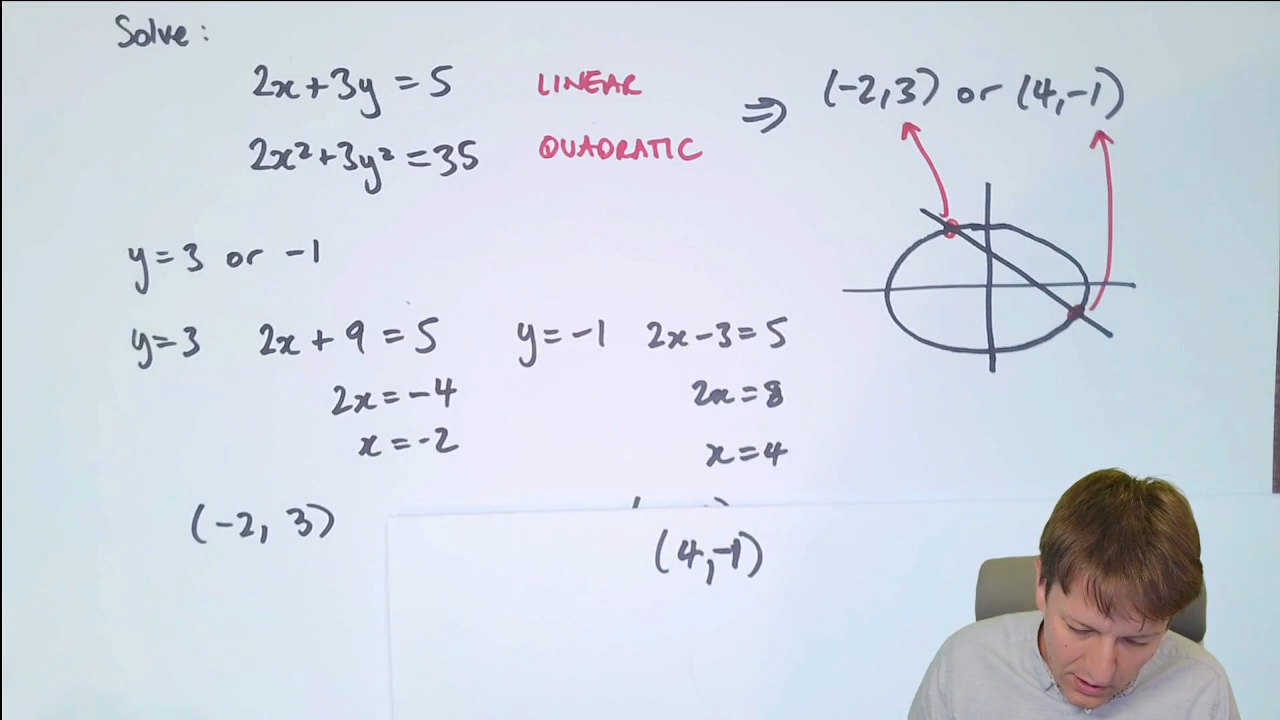 Solve:
2x+3y=5 LINEAR
2x²+3y²=35 QUADRATIC
⇒ (-2,3) or (4,-1)
y=3 or -1
y=3 2x+9=5
2x=-4
x=-2
(-2, 3)
y=-1 2x-3=5
2x=8
x=4
(4,-1)